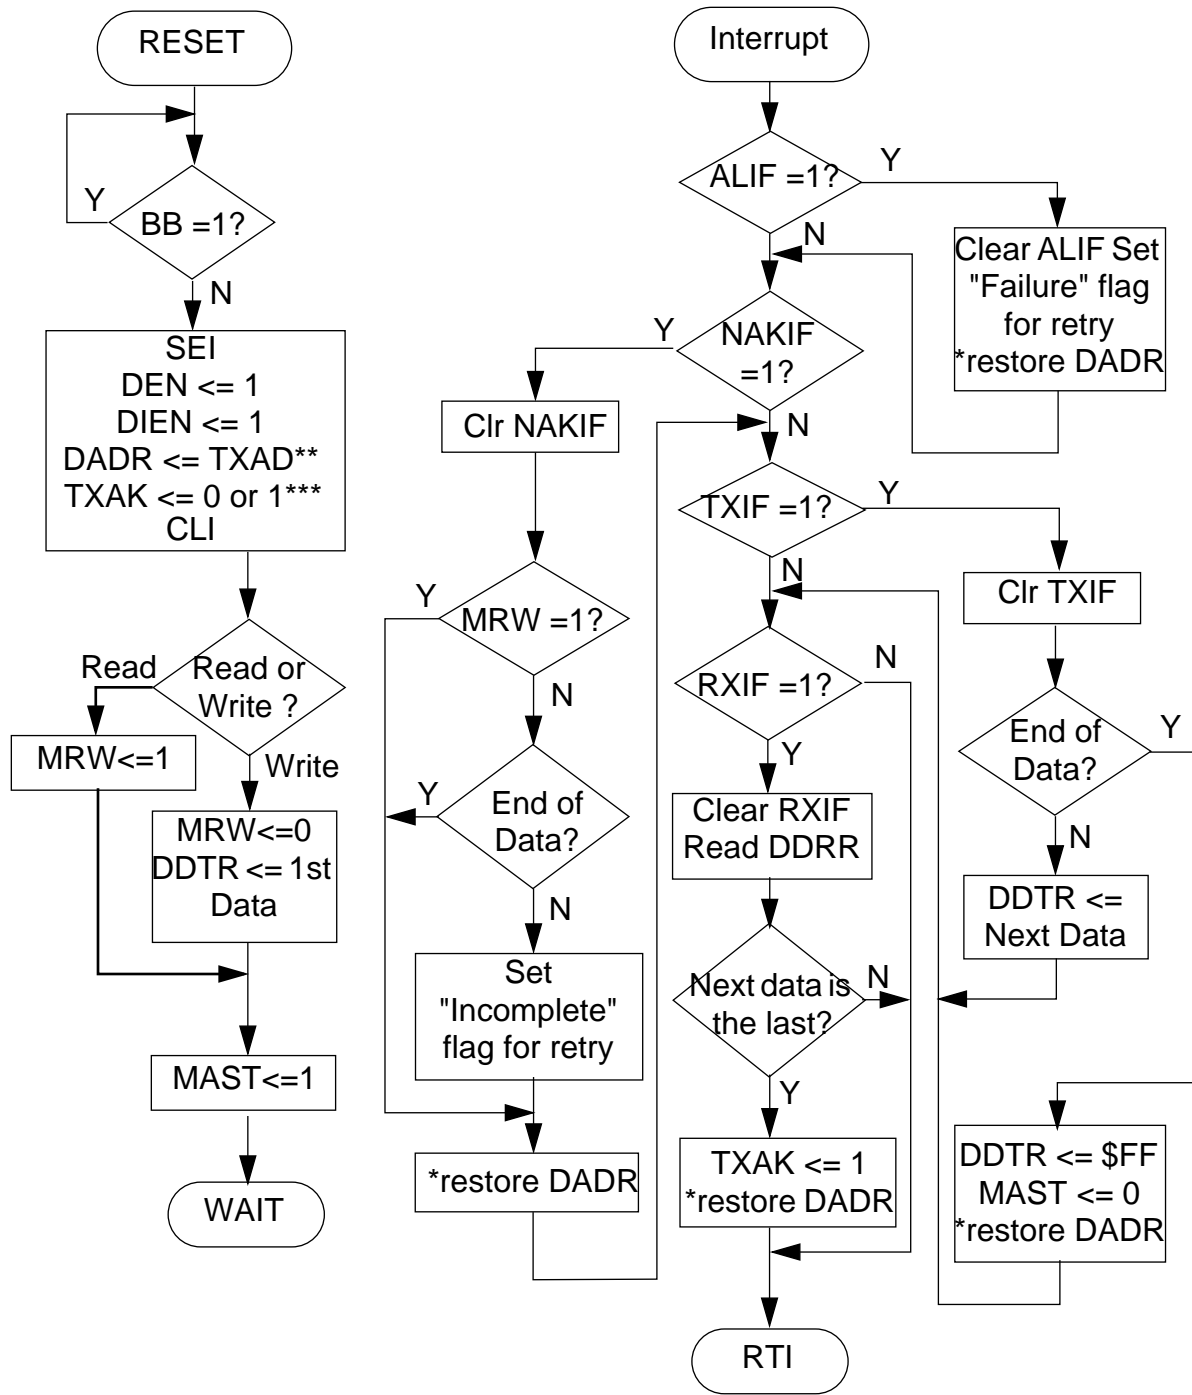 RESET
Y
BB =1?
N
SEI
DEN <= 1
DIEN <= 1
DADR <= TXAD**
TXAK <= 0 or 1***
CLI
Read
Read or
Write ?
MRW<=1
Write
MRW<=0
DDTR <= 1st
Data
MAST<=1
WAIT
Interrupt
ALIF =1?
Y
N
Clear ALIF Set
"Failure" flag
for retry
*restore DADR
Y
NAKIF
=1?
N
Clr NAKIF
Y
MRW =1?
N
Y
End of
Data?
N
Set
"Incomplete"
flag for retry
*restore DADR
TXIF =1?
Y
N
Clr TXIF
RXIF =1?
N
Y
End of
Data?
Y
N
Clear RXIF
Read DDRR
DDTR <=
Next Data
Next data is
the last?
N
Y
TXAK <= 1
*restore DADR
DDTR <= $FF
MAST <= 0
*restore DADR
RTI